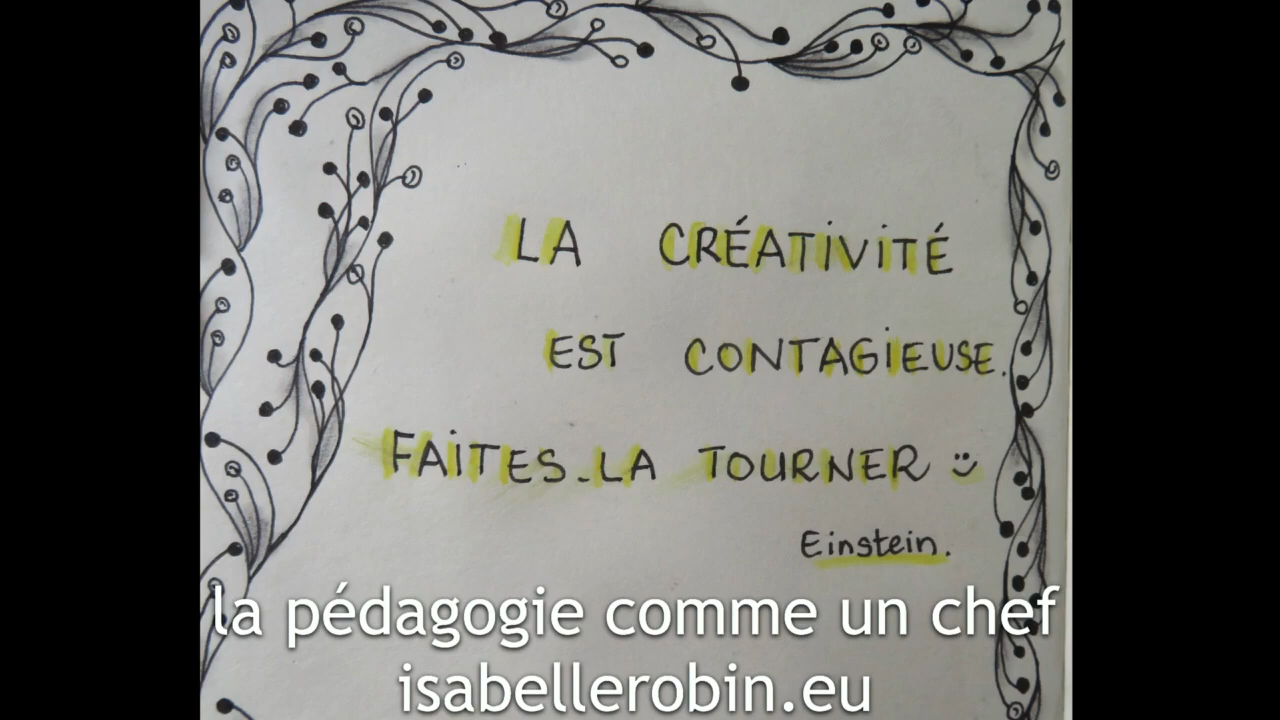 LA CRÉATiViTÉ
EST CONTAGiEUSE.
FAiTES-LA TOURNER
Einstein.
la pédagogie comme un chef
isabellerobin.eu